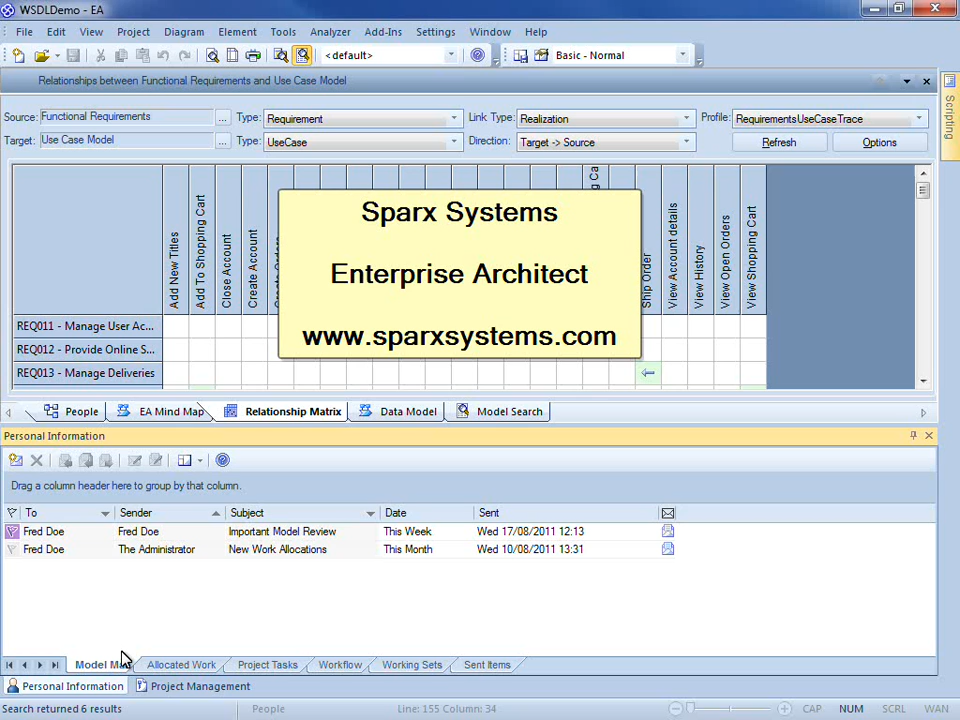 WSDLDemo - EA
File Edit View Project Diagram Element Tools Analyzer Add-Ins Settings Window Help
<default> Basic - Normal
Relationships between Functional Requirements and Use Case Model
Source: Functional Requirements ... Type: Requirement Link Type: Realization Profile: RequirementsUseCaseTrace
Target: Use Case Model ... Type: UseCase Direction: Target -> Source Refresh Options
Scripting
Add New Titles
Add To Shopping Cart
Close Account
Create Account
Ship Order
View Account details
View History
View Open Orders
View Shopping Cart
Sparx Systems
Enterprise Architect
www.sparxsystems.com
REQ011 - Manage User Ac...
REQ012 - Provide Online S...
REQ013 - Manage Deliveries
People EA Mind Map Relationship Matrix Data Model Model Search
Personal Information
Drag a column header here to group by that column.
To Sender Subject Date Sent
Fred Doe Fred Doe Important Model Review This Week Wed 17/08/2011 12:13
Fred Doe The Administrator New Work Allocations This Month Wed 10/08/2011 13:31
Model Allocated Work Project Tasks Workflow Working Sets Sent Items
Personal Information Project Management
Search returned 6 results People Line: 155 Column: 34 CAP NUM SCRL WAN